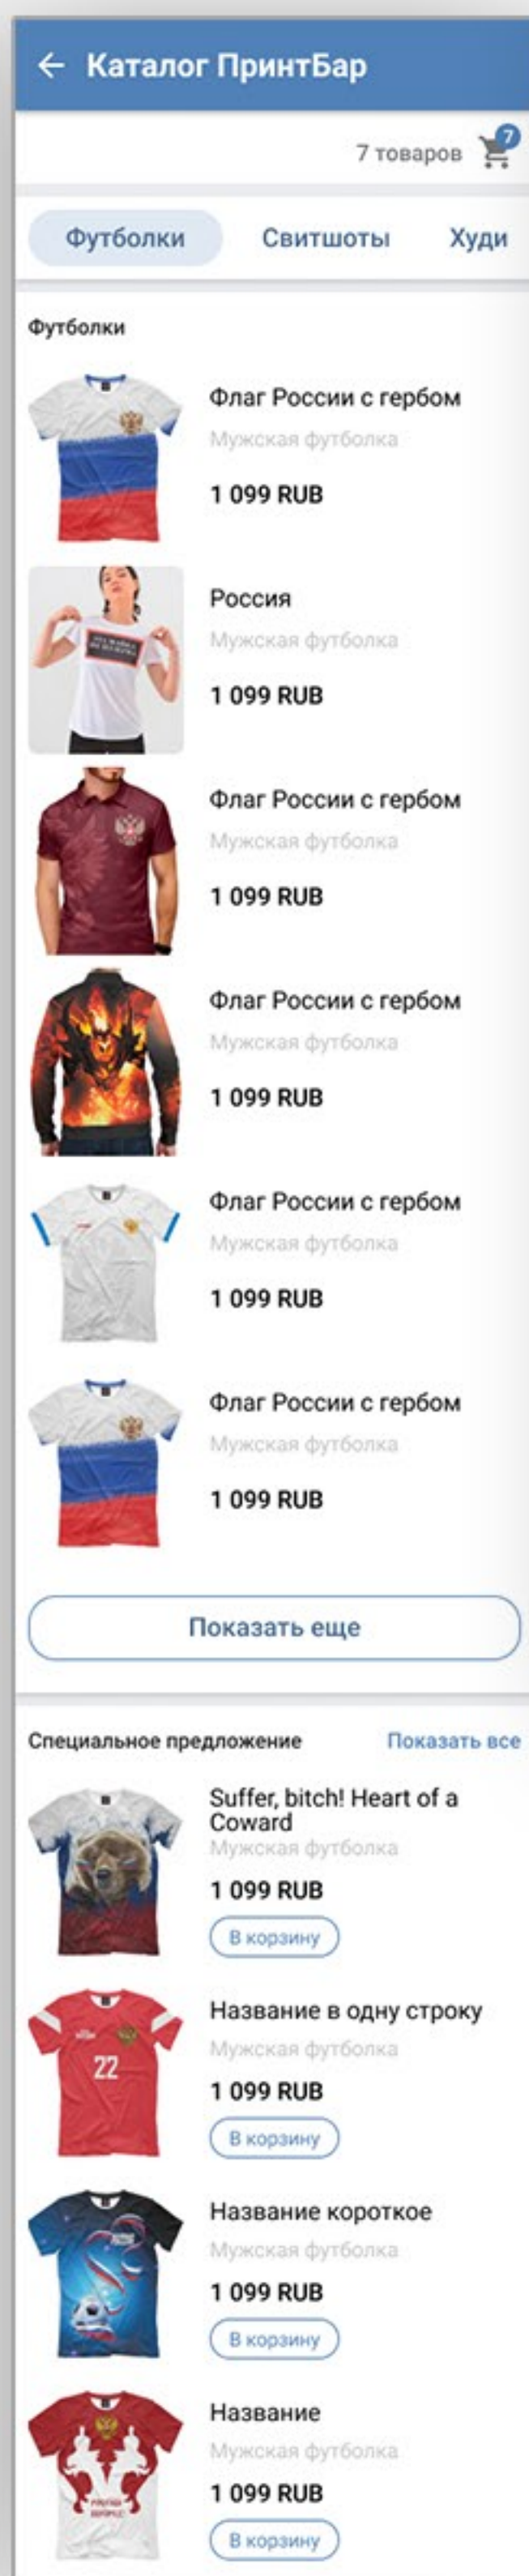 Каталог ПринтБар
7 товаров
7
Футболки Свитшоты Худи
Футболки
Флаг России с гербом
Мужская футболка
1 099 RUB
Россия
Мужская футболка
1 099 RUB
Флаг России с гербом
Мужская футболка
1 099 RUB
Флаг России с гербом
Мужская футболка
1 099 RUB
Флаг России с гербом
Мужская футболка
1 099 RUB
Флаг России с гербом
Мужская футболка
1 099 RUB
Показать еще
Специальное предложение Показать все
Suffer, bitch! Heart of a
Coward
Мужская футболка
1 099 RUB
В корзину
22
Название в одну строку
Мужская футболка
1 099 RUB
В корзину
Название короткое
Мужская футболка
1 099 RUB
В корзину
Название
Мужская футболка
1 099 RUB
В корзину